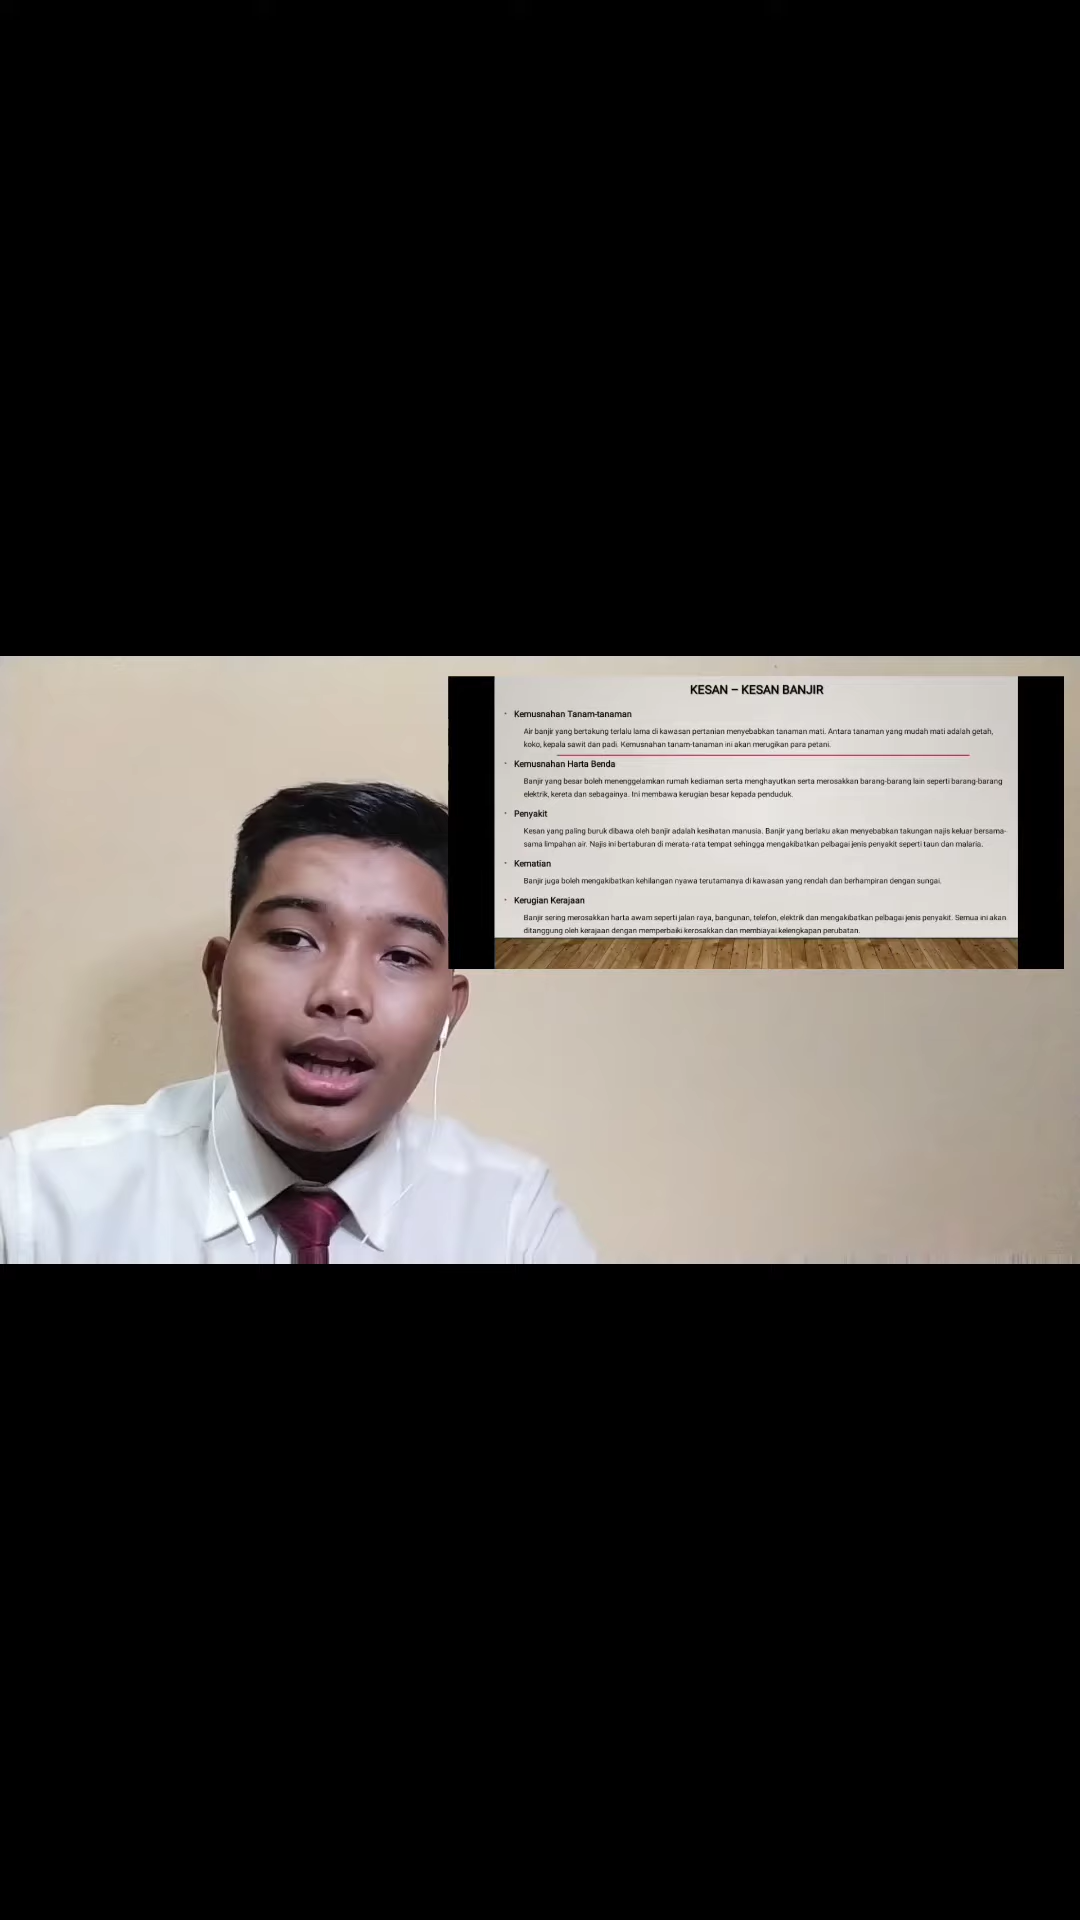 KESAN – KESAN BANJIR
• Kemusnahan Tanam-tanaman
Air banjir yang bertakung terlalu lama di kawasan pertanian menyebabkan tanaman mati. Antara tanaman yang mudah mati adalah getah,
koko, kepala sawit dan padi. Kemusnahan tanam-tanaman ini akan merugikan para petani.
• Kemusnahan Harta Benda
Banjir yang besar boleh menenggelamkan rumah kediaman serta menghayutkan serta merosakkan barang-barang lain seperti barang-barang
elektrik, kereta dan sebagainya. Ini membawa kerugian besar kepada penduduk.
• Penyakit
Kesan yang paling buruk dibawa oleh banjir adalah kesihatan manusia. Banjir yang berlaku akan menyebabkan takungan najis keluar bersama-
sama limpahan air. Najis ini bertaburan di merata-rata tempat sehingga mengakibatkan pelbagai jenis penyakit seperti taun dan malaria.
• Kematian
Banjir juga boleh mengakibatkan kehilangan nyawa terutamanya di kawasan yang rendah dan berhampiran dengan sungai.
• Kerugian Kerajaan
Banjir sering merosakkan harta awam seperti jalan raya, bangunan, telefon, elektrik dan mengakibatkan pelbagai jenis penyakit. Semua ini akan
ditanggung oleh kerajaan dengan memperbaiki kerosakkan dan membiayai kelengkapan perubatan.